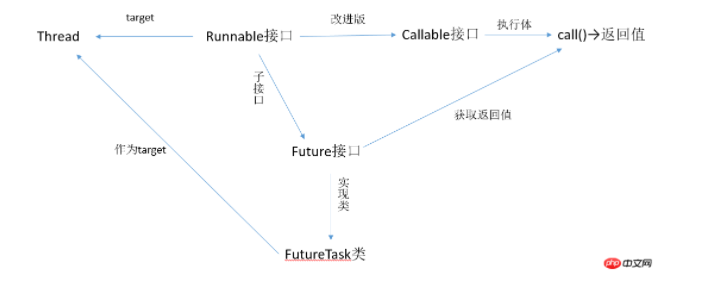 target
改进版
执行体
Thread
Runnable接口
Callable接口
call()→返回值
子接口
获取返回值
作为target
Future接口
实现类
FutureTask类
php 中文网